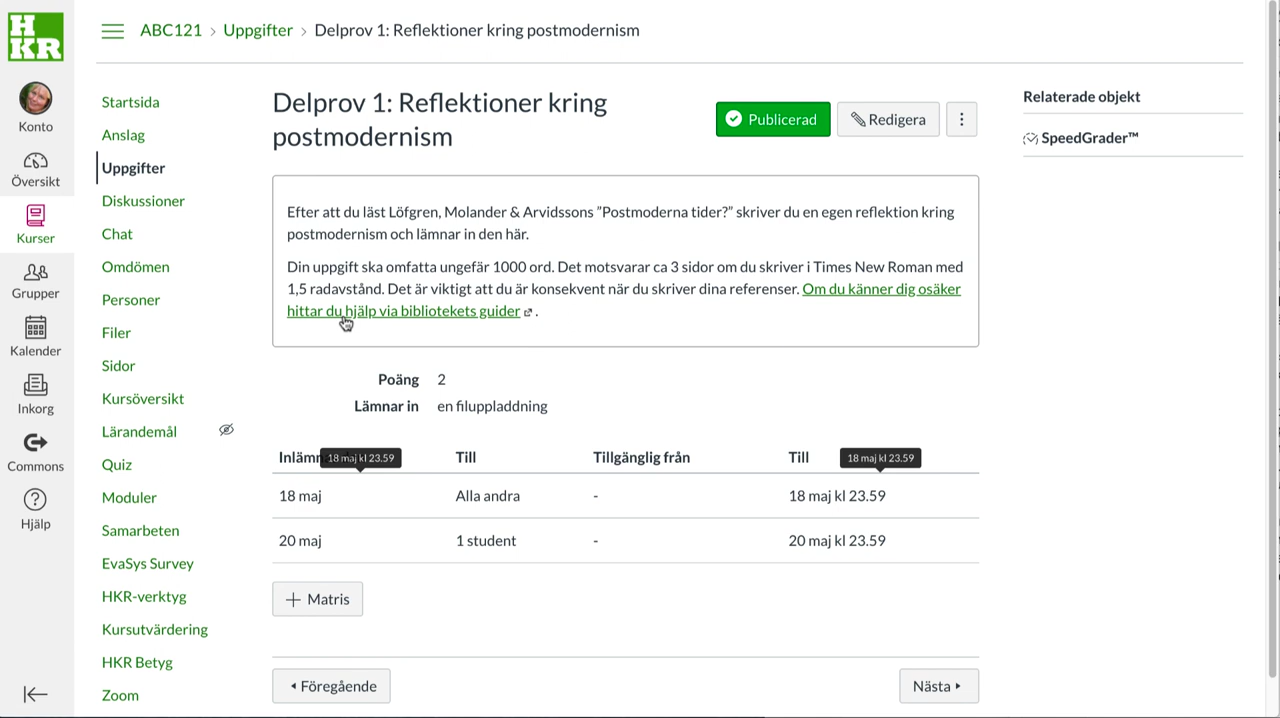 HKR
ABC121 › Uppgifter › Delprov 1: Reflektioner kring postmodernism
Konto
Översikt
Kurser
Grupper
Kalender
Inkorg
Commons
Hjälp
Startsida
Anslag
Uppgifter
Diskussioner
Chat
Omdömen
Personer
Filer
Sidor
Kursöversikt
Lärandemål
Quiz
Moduler
Samarbeten
EvaSys Survey
HKR-verktyg
Kursutvärdering
HKR Betyg
Zoom
Delprov 1: Reflektioner kring
postmodernism
Publicerad
Redigera
Efter att du läst Löfgren, Molander & Arvidssons ”Postmoderna tider?” skriver du en egen reflektion kring
postmodernism och lämnar in den här.
Din uppgift ska omfatta ungefär 1000 ord. Det motsvarar ca 3 sidor om du skriver i Times New Roman med
1,5 radavstånd. Det är viktigt att du är konsekvent när du skriver dina referenser. Om du känner dig osäker
hittar du hjälp via bibliotekets guider .
Poäng 2
Lämnar in en filuppladdning
18 maj kl 23.59 18 maj kl 23.59
Till Tillgänglig från Till
18 maj Alla andra - 18 maj kl 23.59
20 maj 1 student - 20 maj kl 23.59
+ Matris
Föregående
Nästa
Relaterade objekt
SpeedGrader™